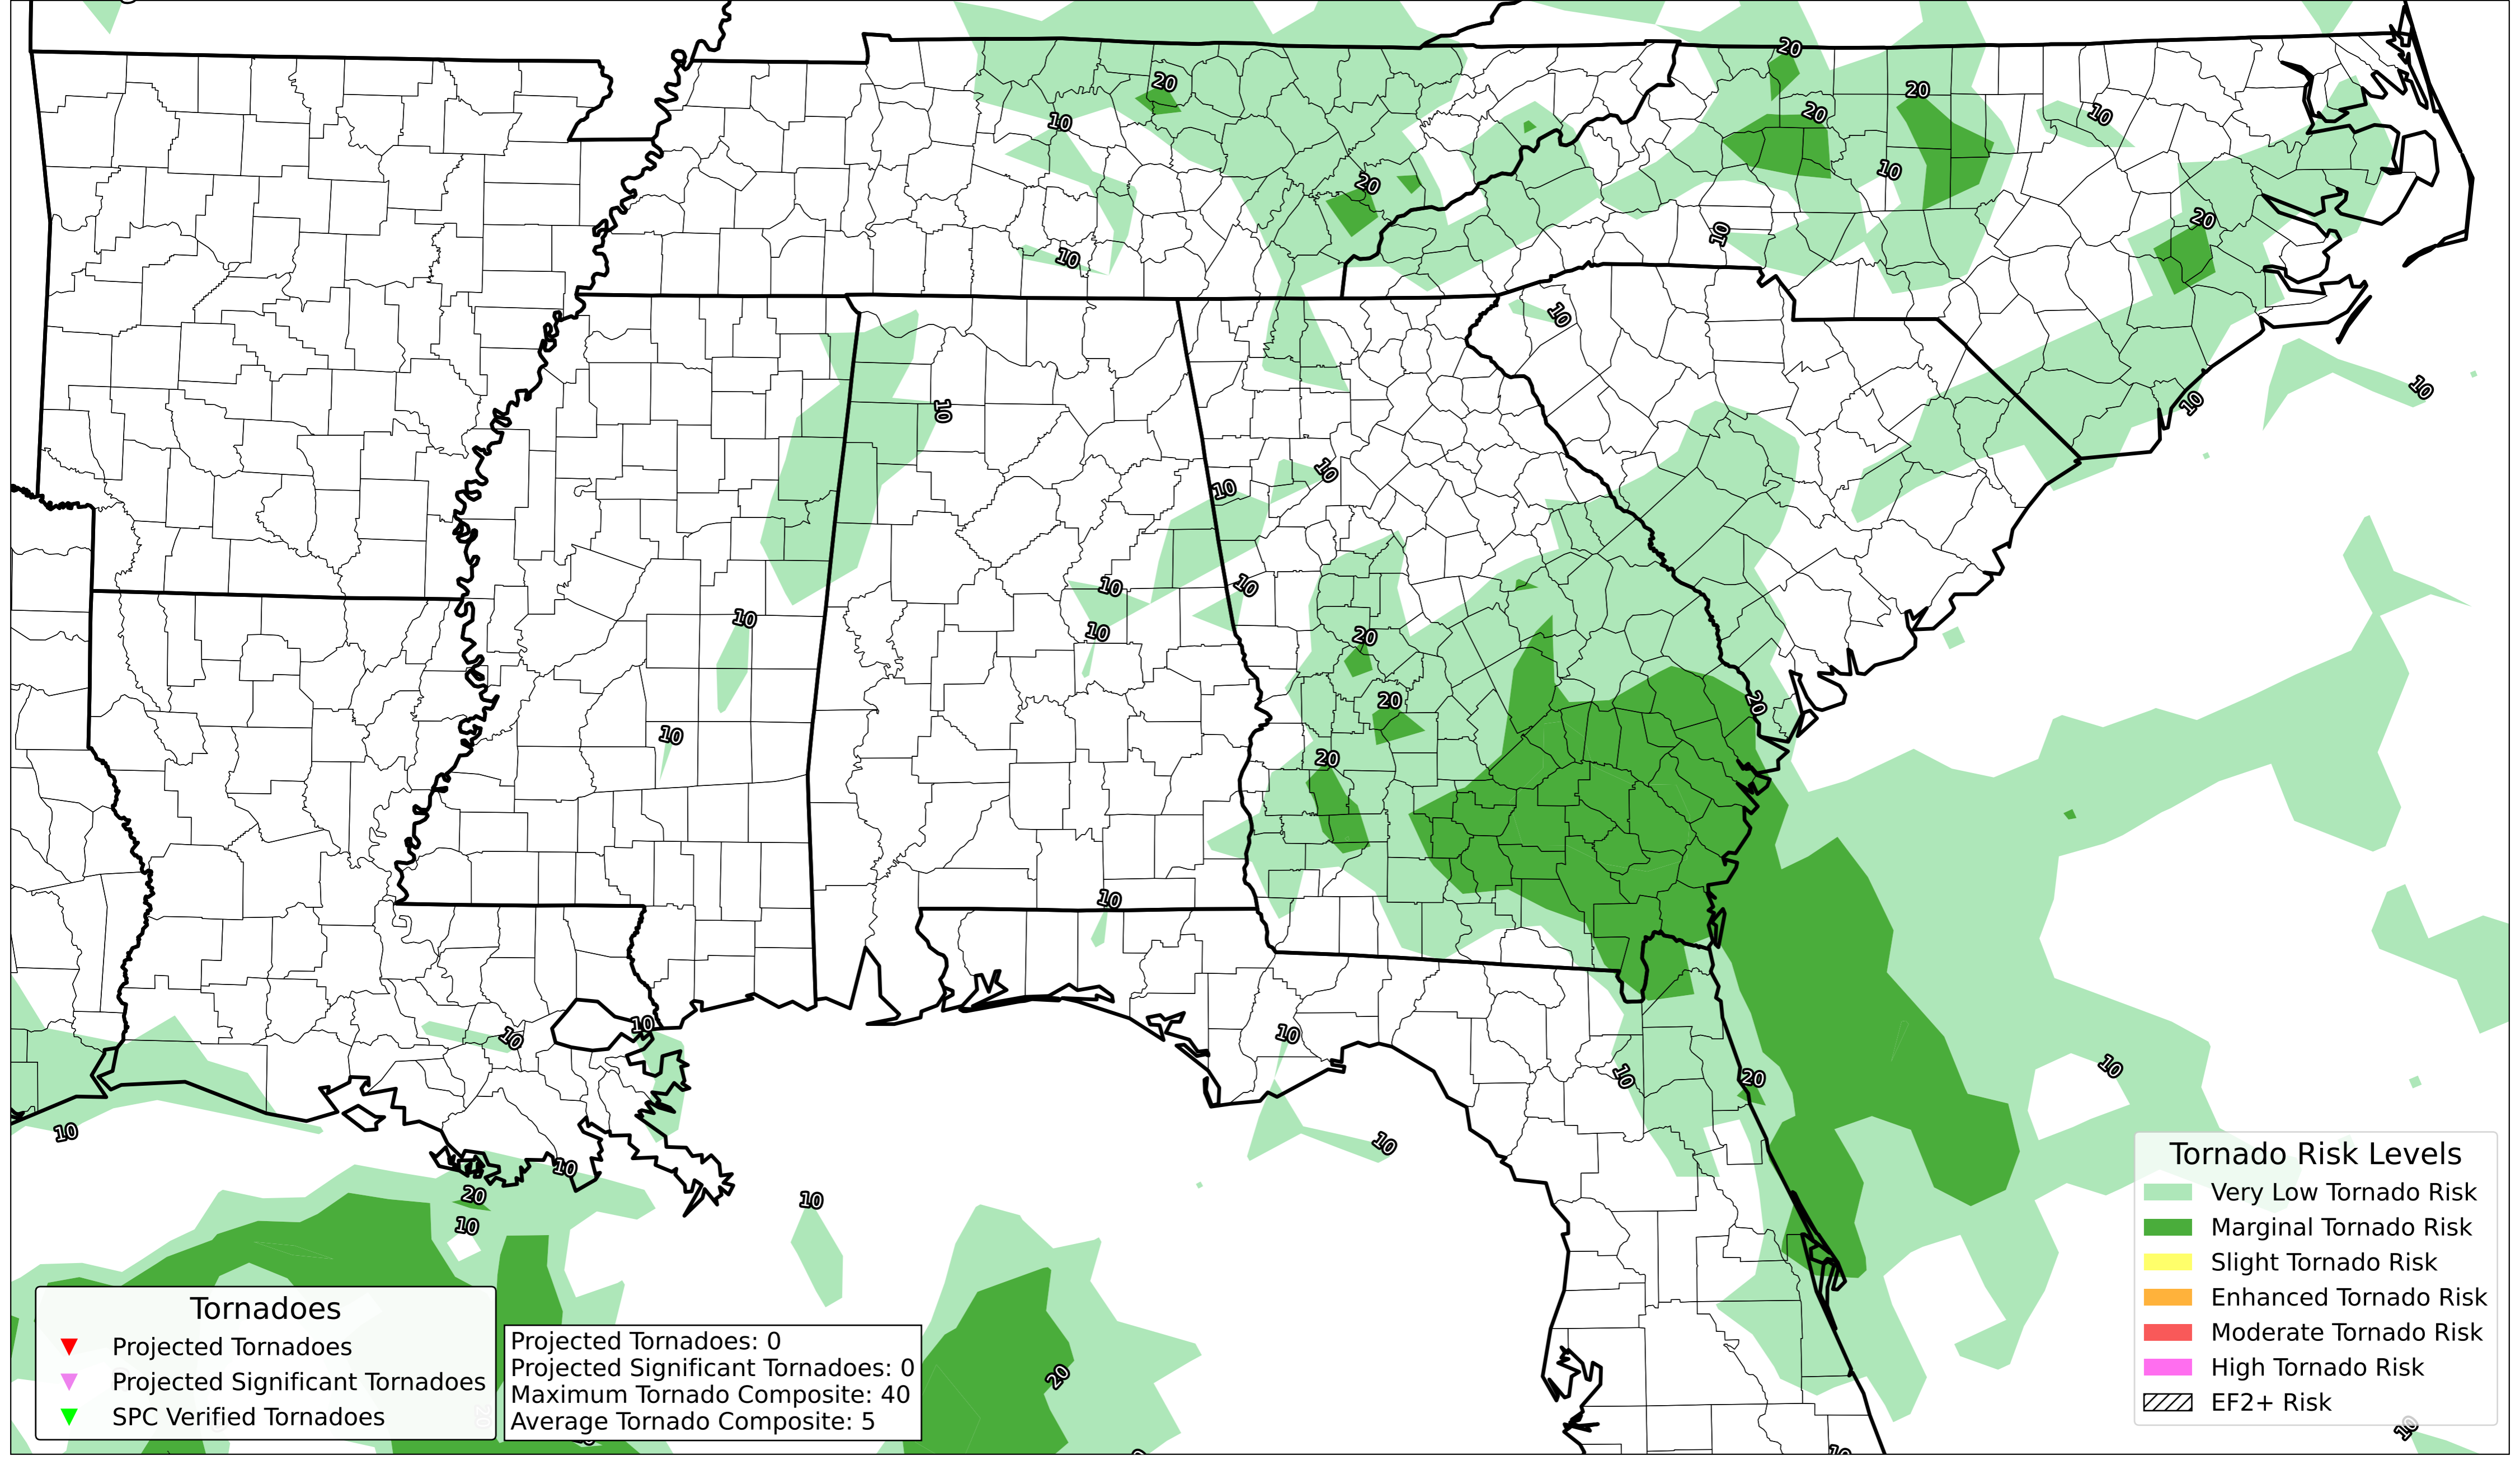 20
20
20
10
20
10
10
20
10
20
10
10
10
10
10
10
10
10
10
10
10
10
10
20
10
20
20
10
20
10
10
10
10
10
20
10
10
10
10
20
10
10
20
10
10
Tornado Risk Levels
Very Low Tornado Risk
Marginal Tornado Risk
Slight Tornado Risk
Enhanced Tornado Risk
Moderate Tornado Risk
High Tornado Risk
EF2+ Risk
Tornadoes
Projected Tornadoes
Projected Significant Tornadoes
SPC Verified Tornadoes
Projected Tornadoes: 0
Projected Significant Tornadoes: 0
Maximum Tornado Composite: 40
Average Tornado Composite: 5